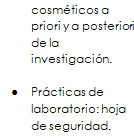 cosméticos a
priori y a posteriori
de la
investigación.
● Prácticas de
laboratorio: hoja
de seguridad.